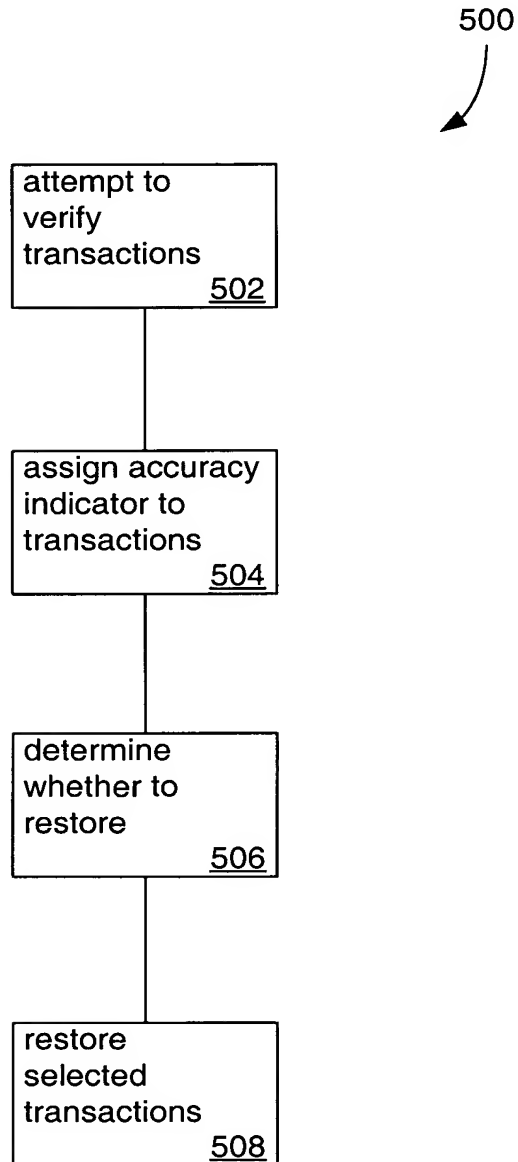 500
attempt to
verify
transactions
502
assign accuracy
indicator to
transactions
504
determine
whether to
restore
506
restore
selected
transactions
508